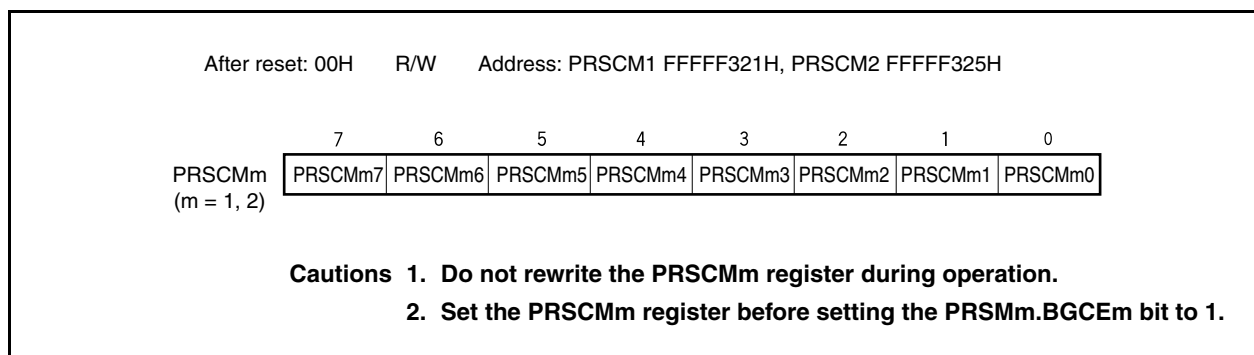 After reset: 00H R/W Address: PRSCM1 FFFFF321H, PRSCM2 FFFFF325H
7 6 5 4 3 2 1 0
PRSCMm PRSCMm7 PRSCMm6 PRSCMm5 PRSCMm4 PRSCMm3 PRSCMm2 PRSCMm1 PRSCMm0
(m = 1, 2)
Cautions 1. Do not rewrite the PRSCMm register during operation.
2. Set the PRSCMm register before setting the PRSMm.BGCEm bit to 1.